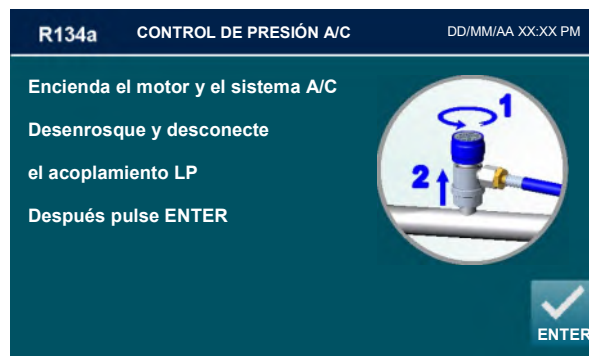 R134a CONTROL DE PRESIÓN A/C DD/MM/AA XX:XX PM
Encienda el motor y el sistema A/C
Desenrosque y desconecte
el acoplamiento LP
Después pulse ENTER
1
2
ENTER